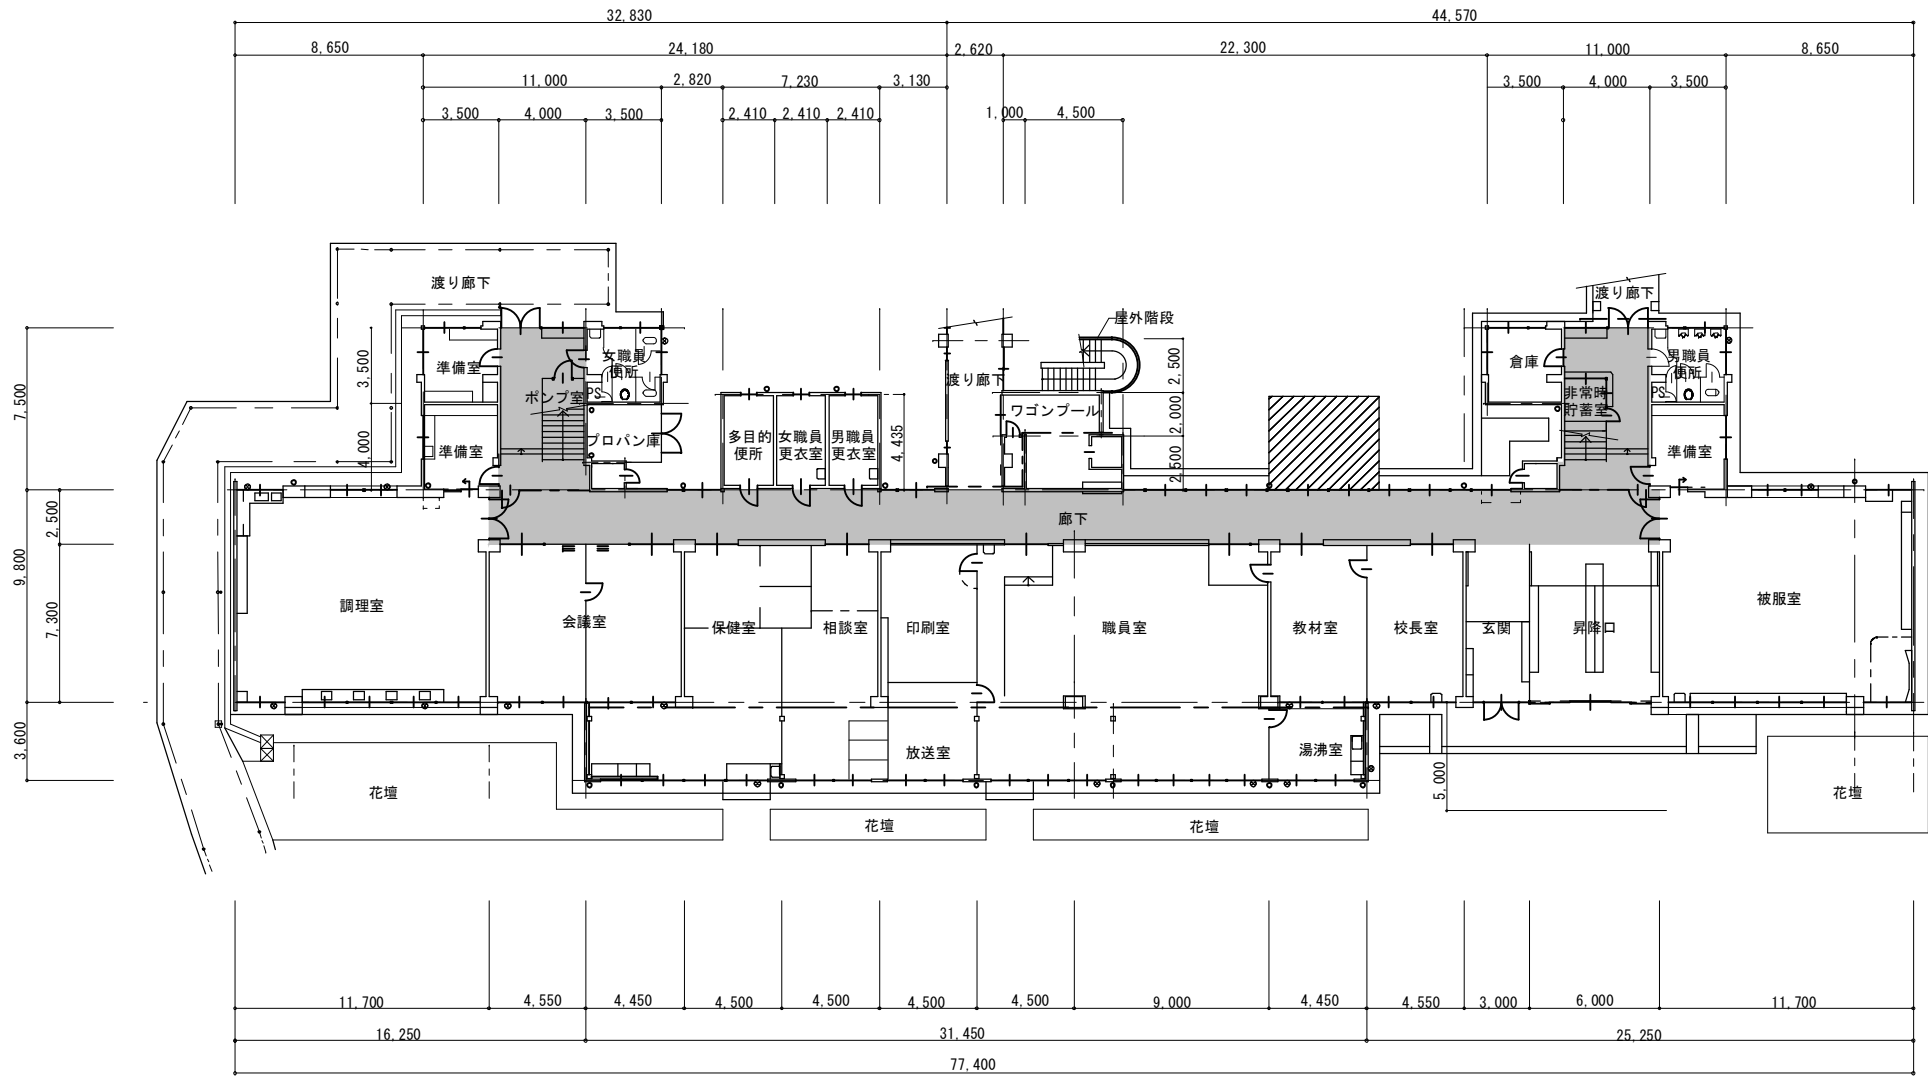 32,830
44,570
8,650
24,180
2,620
22,300
11,000
8,650
11,000
2,820
7,230
3,130
3,500
4,000
3,500
3,500
4,000
3,500
2,410
2,410
2,410
1,000
4,500
渡り廊下
渡り廊下
屋外階段
準備室
女職員
便所
3,500
ポンプ室
PS
渡り廊下
2,500
倉庫
男職員
便所
非常時
貯蓄室
PS
7,500
4,000
準備室
プロパン庫
多目的
便所
女職員
更衣室
男職員
更衣室
4,435
ワゴンプール
2,000
2,500
準備室
2,500
廊下
9,800
7,300
調理室
会議室
保健室
相談室
印刷室
職員室
教材室
校長室
玄関
昇降口
被服室
3,600
放送室
湯沸室
5,000
花壇
花壇
花壇
花壇
11,700
4,550
4,450
4,500
4,500
4,500
4,500
9,000
4,450
4,550
3,000
6,000
11,700
16,250
31,450
25,250
77,400